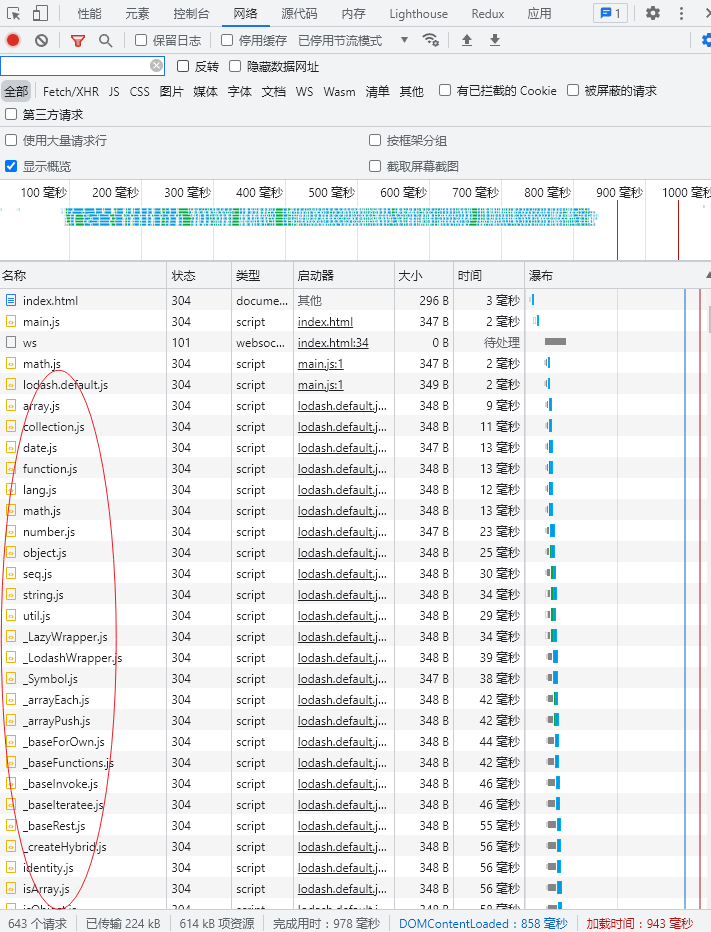 性能 元素 控制台 网络 源代码 内存 Lighthouse Redux 应用 1
保留日志 停用缓存 已停用节流模式
反转 隐藏数据网址
全部 Fetch/XHR JS CSS 图片 媒体 字体 文档 WS Wasm 清单 其他 有已拦截的 Cookie 被屏蔽的请求
第三方请求
使用大量请求行 按框架分组
显示概览 截取屏幕截图
100 毫秒 200 毫秒 300 毫秒 400 毫秒 500 毫秒 600 毫秒 700 毫秒 800 毫秒 900 毫秒 1000 毫秒
名称 状态 类型 启动器 大小 时间 瀑布
index.html 304 docume... 其他 296 B 3 毫秒
main.js 304 script index.html 347 B 2 毫秒
ws 101 websoc... index.html:34 0 B 待处理
math.js 304 script main.js:1 347 B 2 毫秒
lodash.default.js 304 script main.js:1 349 B 2 毫秒
array.js 304 script lodash.default.j... 348 B 9 毫秒
collection.js 304 script lodash.default.j... 348 B 11 毫秒
date.js 304 script lodash.default.j... 347 B 13 毫秒
function.js 304 script lodash.default.j... 348 B 13 毫秒
lang.js 304 script lodash.default.j... 348 B 12 毫秒
math.js 304 script lodash.default.j... 348 B 13 毫秒
number.js 304 script lodash.default.j... 347 B 23 毫秒
object.js 304 script lodash.default.j... 348 B 25 毫秒
seq.js 304 script lodash.default.j... 348 B 30 毫秒
string.js 304 script lodash.default.j... 348 B 34 毫秒
util.js 304 script lodash.default.j... 348 B 29 毫秒
_LazyWrapper.js 304 script lodash.default.j... 348 B 34 毫秒
_LodashWrapper.js 304 script lodash.default.j... 348 B 39 毫秒
_Symbol.js 304 script lodash.default.j... 347 B 38 毫秒
_arrayEach.js 304 script lodash.default.j... 348 B 42 毫秒
_arrayPush.js 304 script lodash.default.j... 348 B 42 毫秒
_baseForOwn.js 304 script lodash.default.j... 348 B 44 毫秒
_baseFunctions.js 304 script lodash.default.j... 348 B 42 毫秒
_baseInvoke.js 304 script lodash.default.j... 348 B 46 毫秒
_baseIteratee.js 304 script lodash.default.j... 348 B 46 毫秒
_baseRest.js 304 script lodash.default.j... 348 B 55 毫秒
_createHybrid.js 304 script lodash.default.j... 348 B 56 毫秒
identity.js 304 script lodash.default.j... 348 B 56 毫秒
isArray.js 304 script lodash.default.j... 348 B 56 毫秒
643 个请求 已传输 224 kB 614 kB 项资源 完成用时：978 毫秒 DOMContentLoaded：858 毫秒 加载时间：943 毫秒